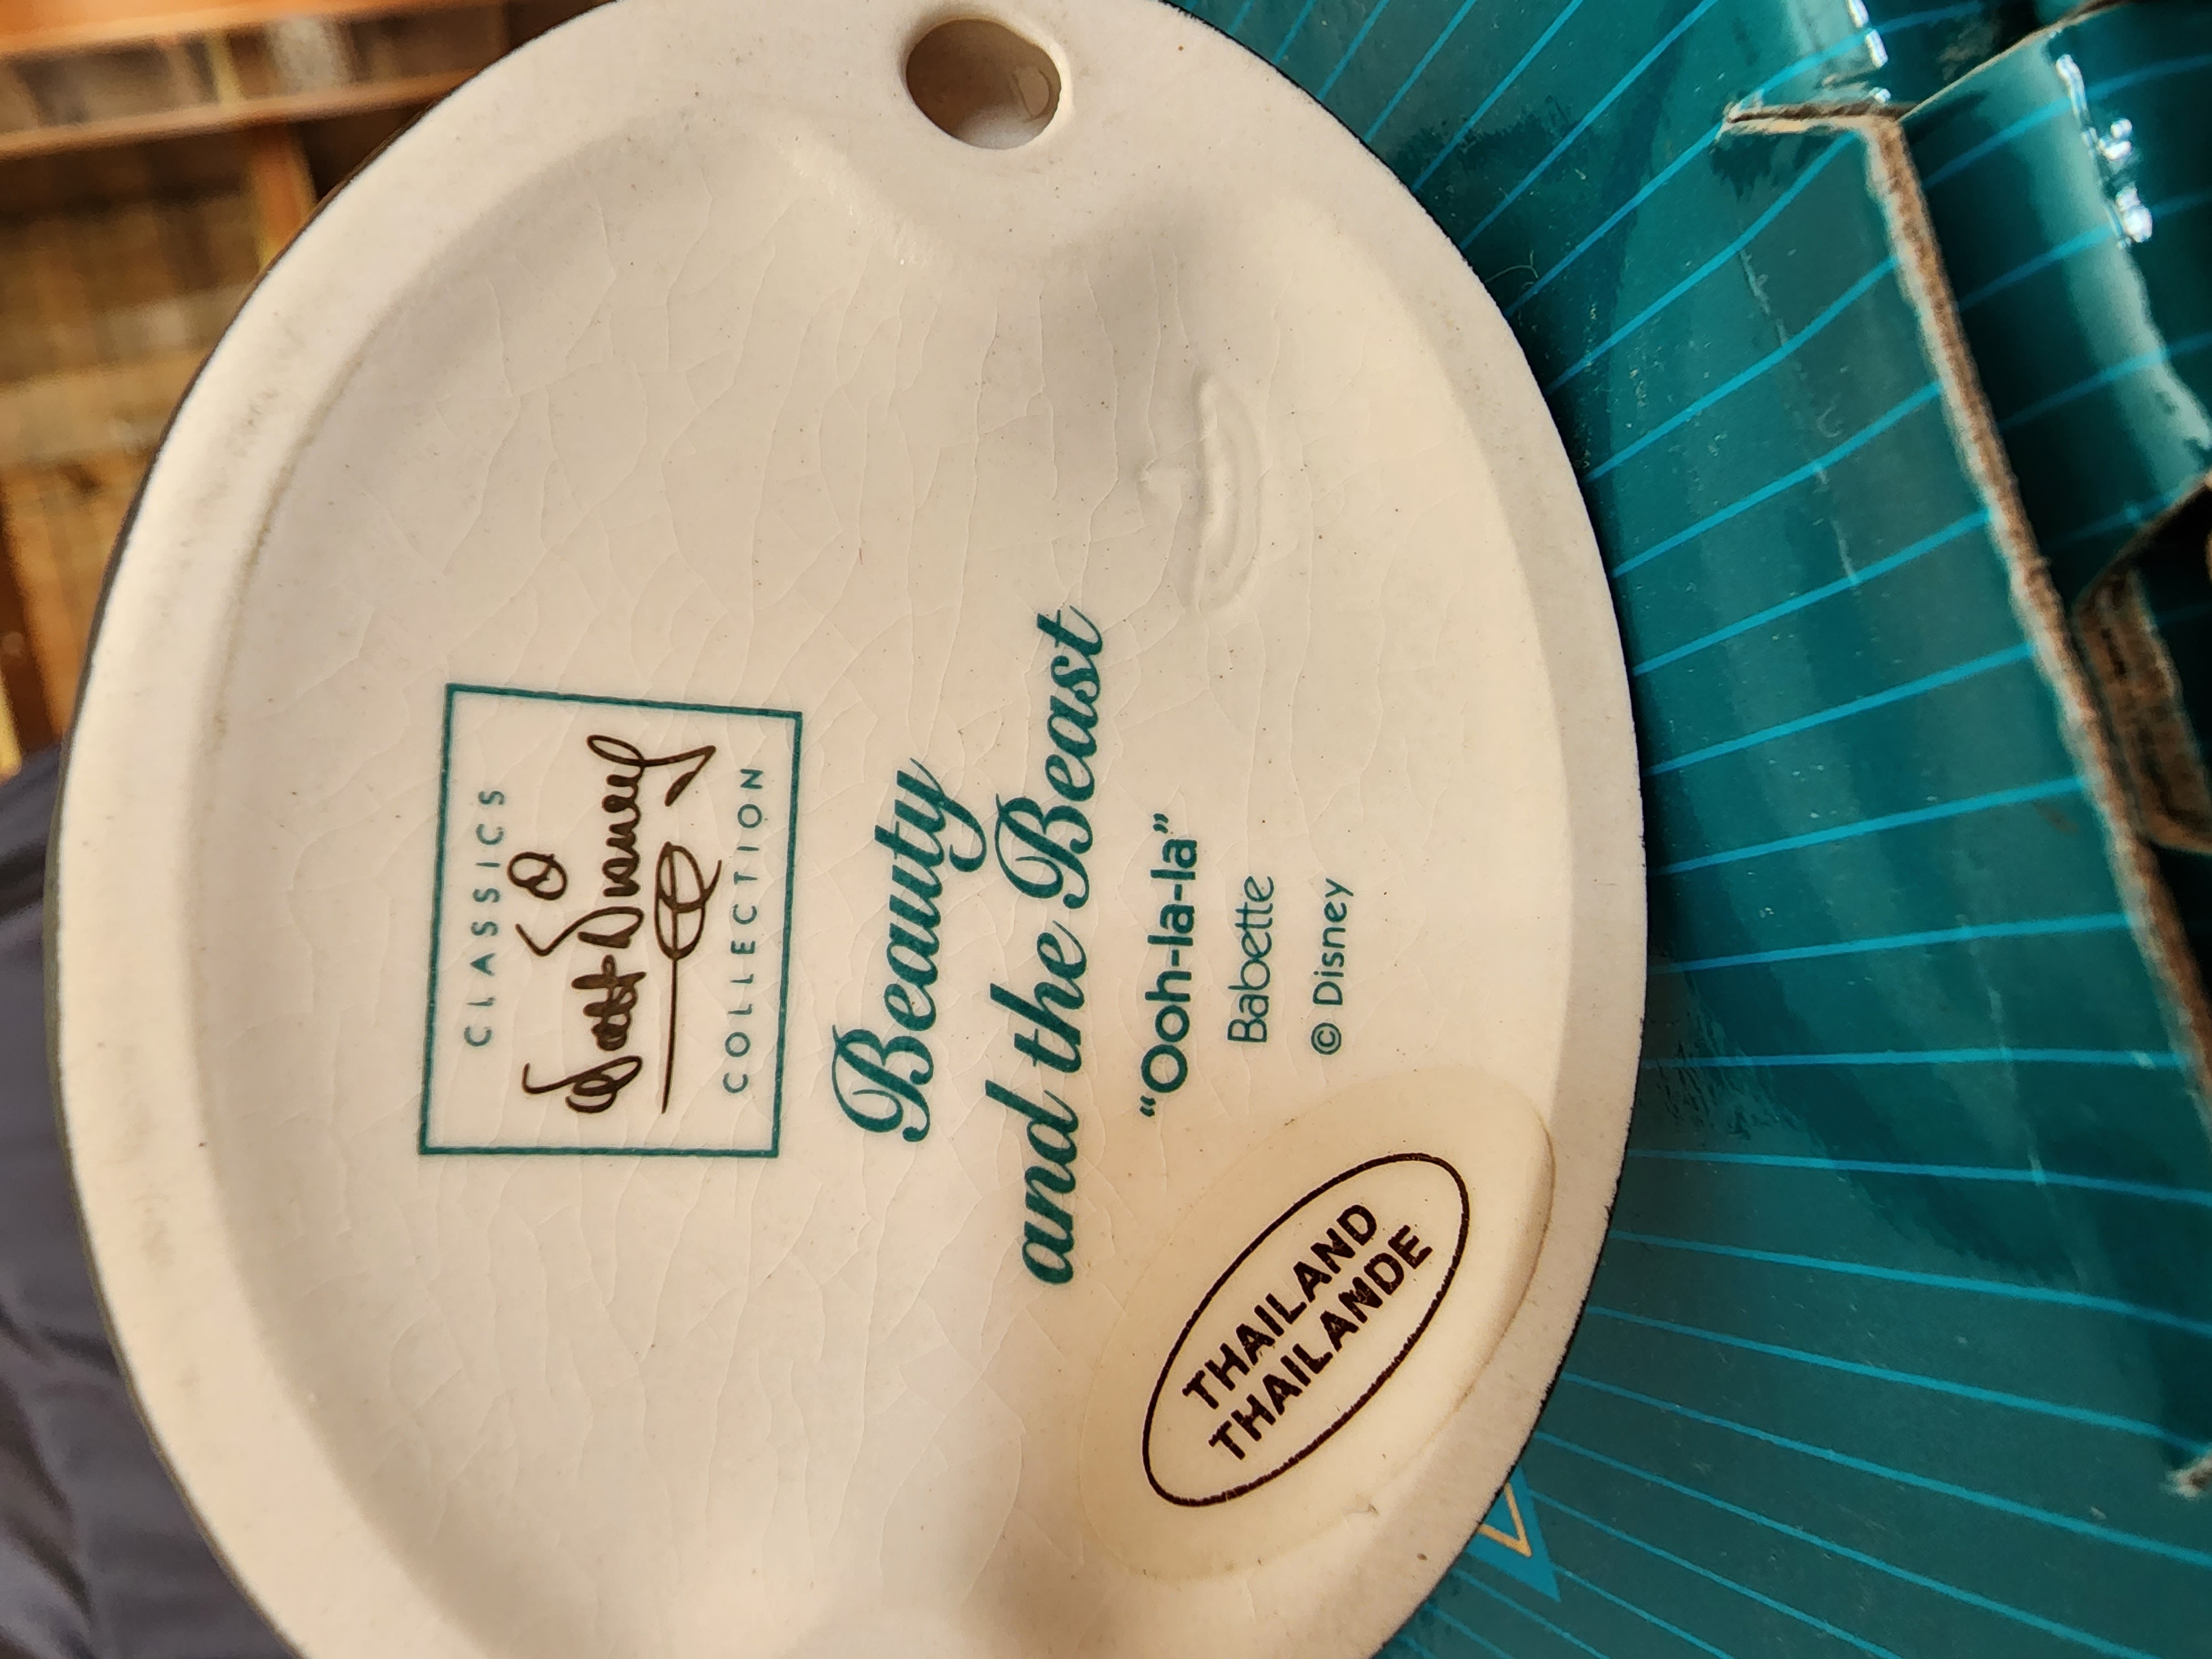 CLASSICS
Walt Disney
COLLECTION
Beauty
and the Beast
“Ooh-la-la”
Babette
© Disney
THAILAND
THAILANDE